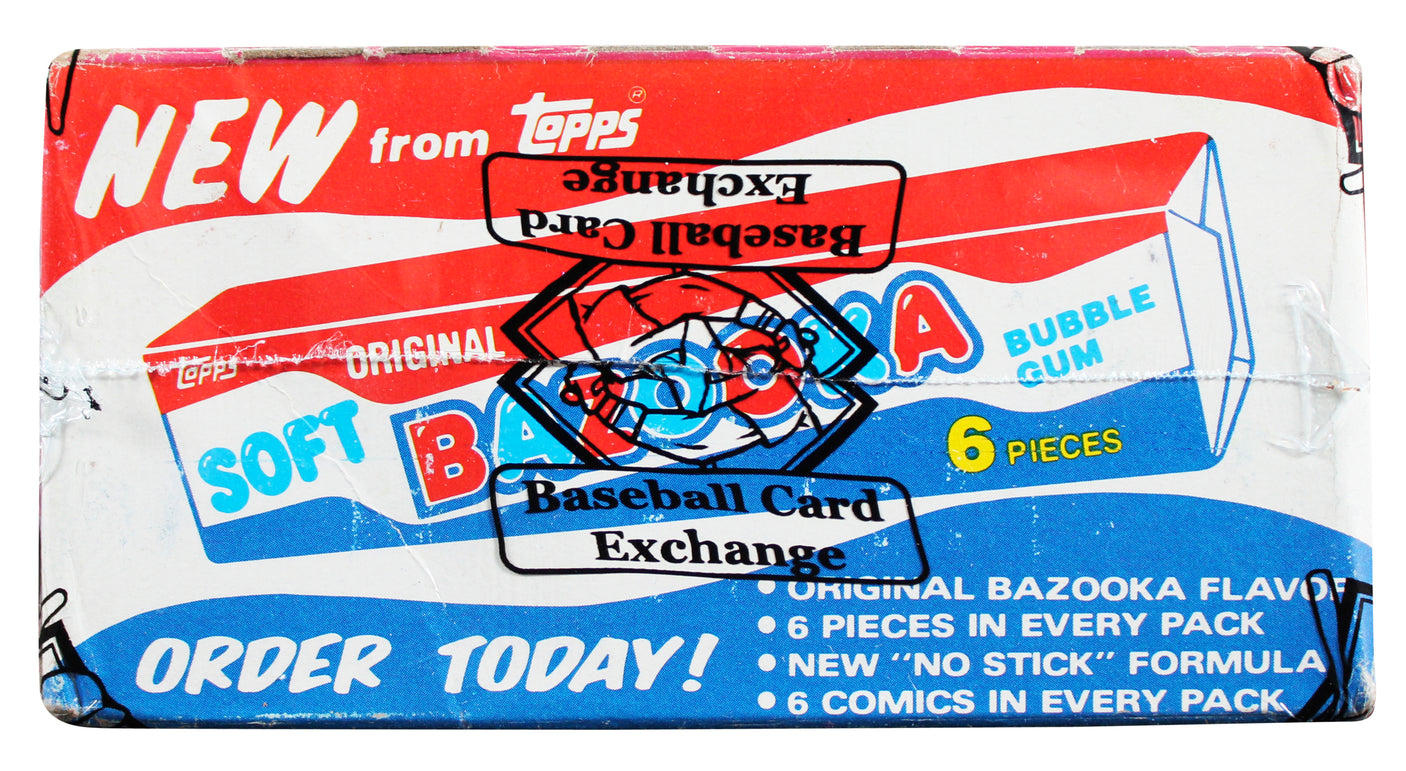 NEW from TOPPS®
Baseball Card
Exchange
TOPPS ORIGINAL
SOFT BAZOOKA BUBBLE
GUM
6 PIECES
Baseball Card
Exchange
ORDER TODAY!
• ORIGINAL BAZOOKA FLAVOR
• 6 PIECES IN EVERY PACK
• NEW "NO STICK" FORMULA
• 6 COMICS IN EVERY PACK